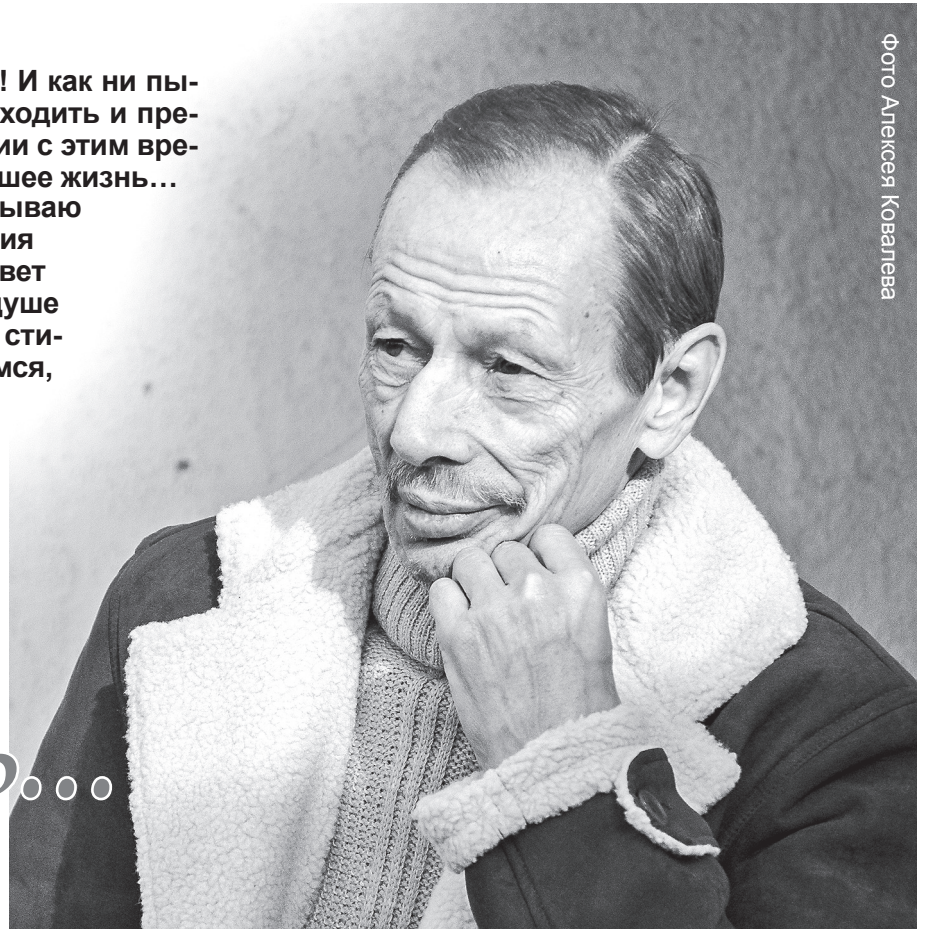 ! И как ни пы-
ходить и пре-
ии с этим вре-
шее жизнь…
ываю
ия
вет
душе
сти-
мся,
Фото Алексея Ковалева